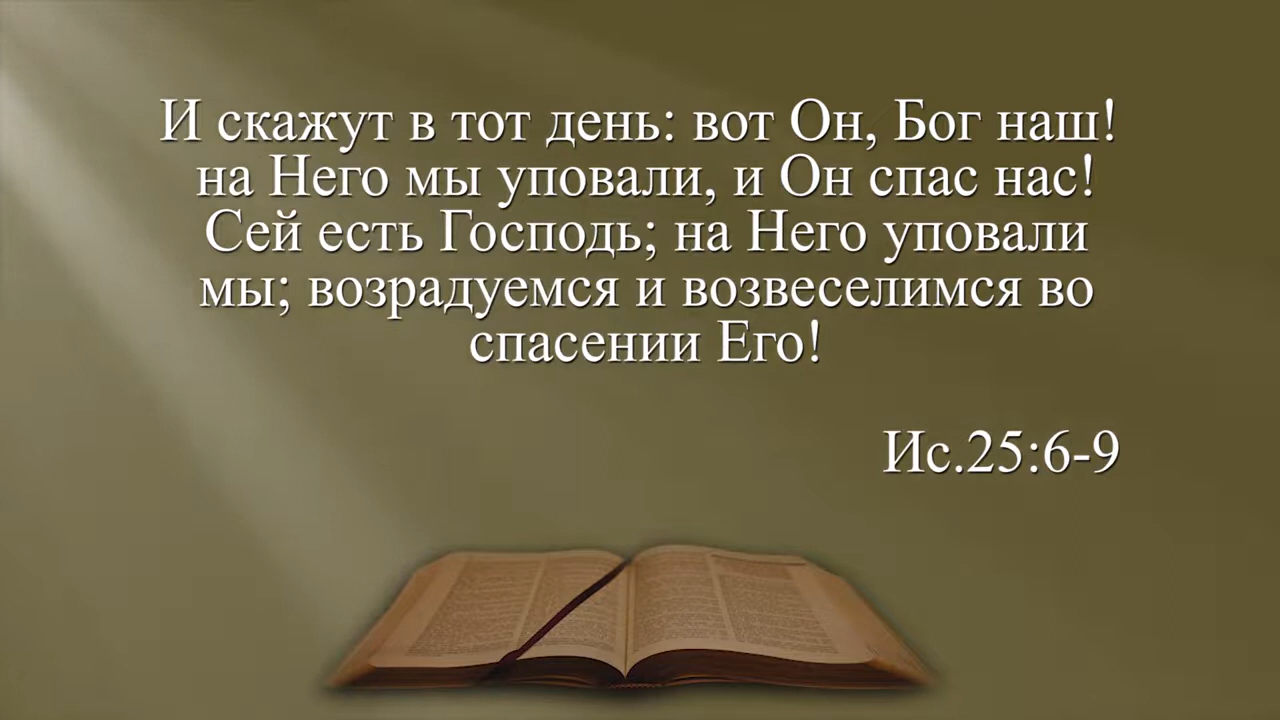 И скажут в тот день: вот Он, Бог наш!
на Него мы уповали, и Он спас нас!
Сей есть Господь; на Него уповали
мы; возрадуемся и возвеселимся во
спасении Его!
Ис.25:6-9